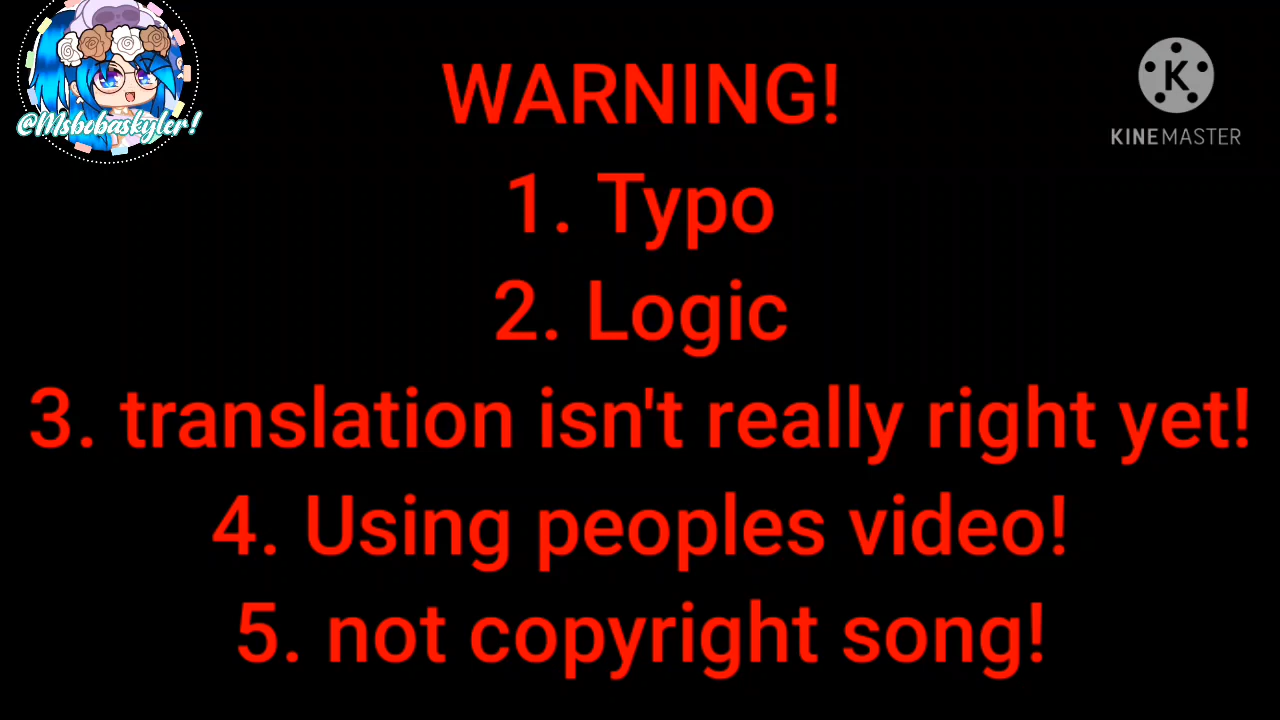 @Msbobaskyler!
K
KINEMASTER
WARNING!
1. Typo
2. Logic
3. translation isn't really right yet!
4. Using peoples video!
5. not copyright song!